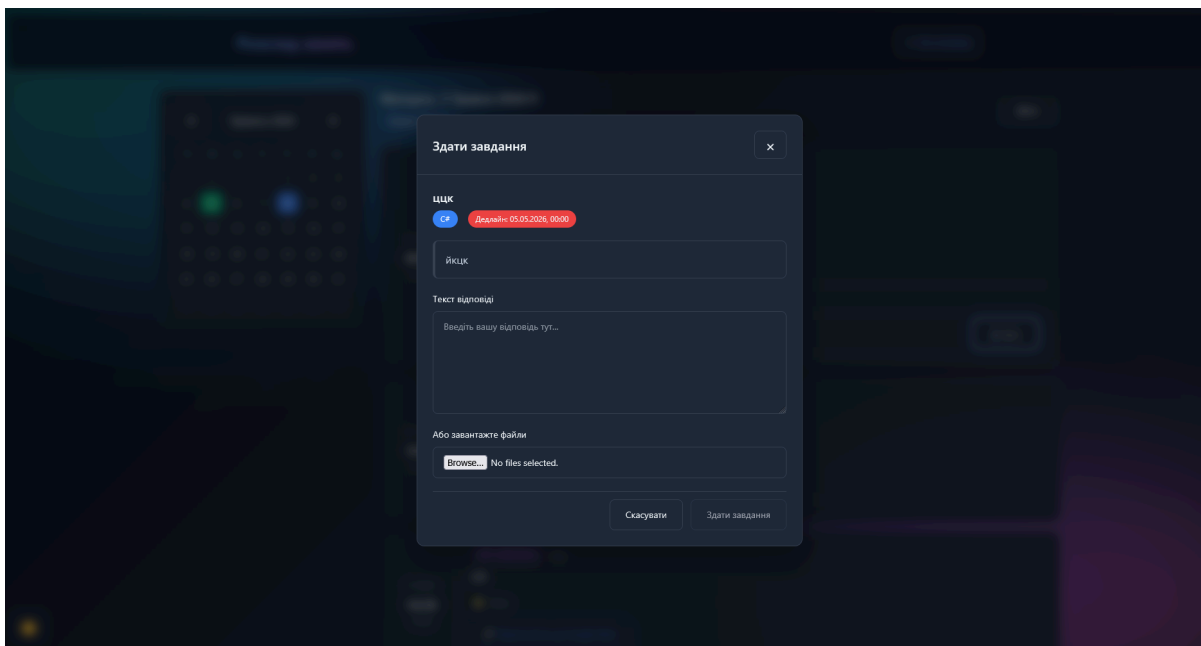 Здати завдання
×
ццк
C#
Дедлайн: 05.05.2026, 00:00
йкцк
Текст відповіді
Введіть вашу відповідь тут...
Або завантажте файли
Browse... No files selected.
Скасувати
Здати завдання